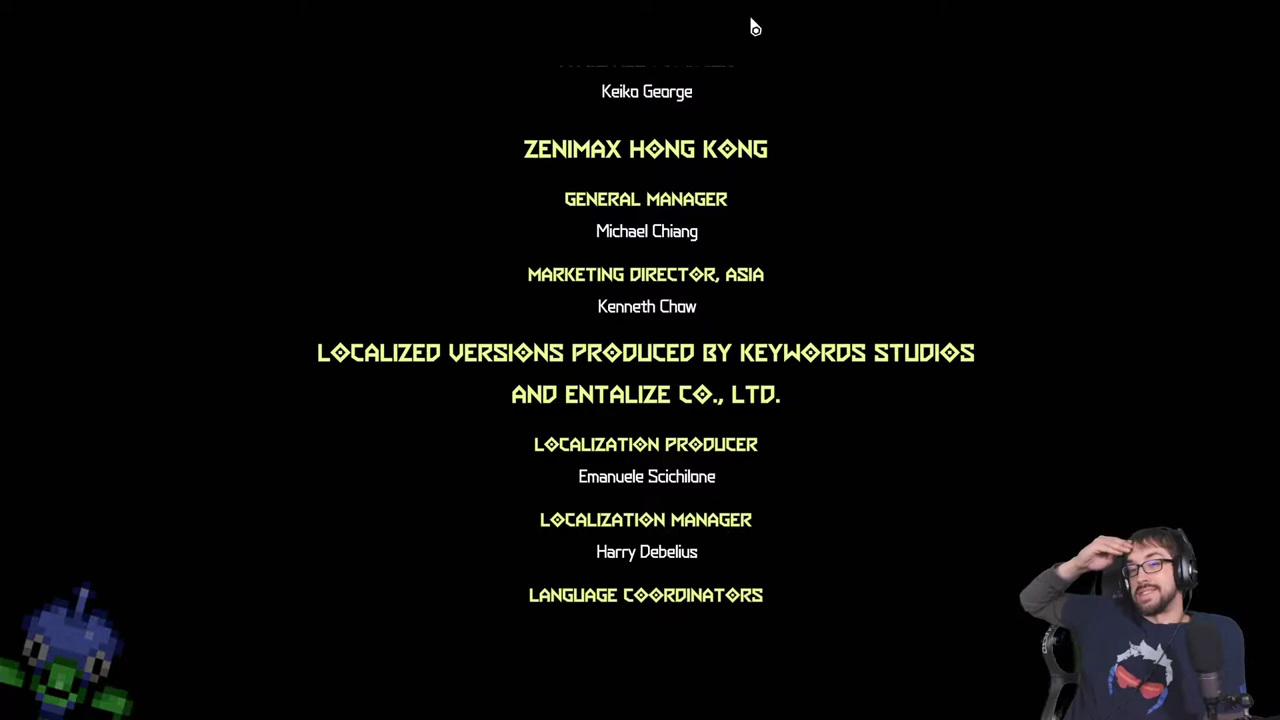 Keiko George
ZENIMAX HONG KONG
GENERAL MANAGER
Michael Chiang
MARKETING DIRECTOR, ASIA
Kenneth Chow
LOCALIZED VERSIONS PRODUCED BY KEYWORDS STUDIOS
AND ENTALIZE CO., LTD.
LOCALIZATION PRODUCER
Emanuele Scichilone
LOCALIZATION MANAGER
Harry Debelius
LANGUAGE COORDINATORS